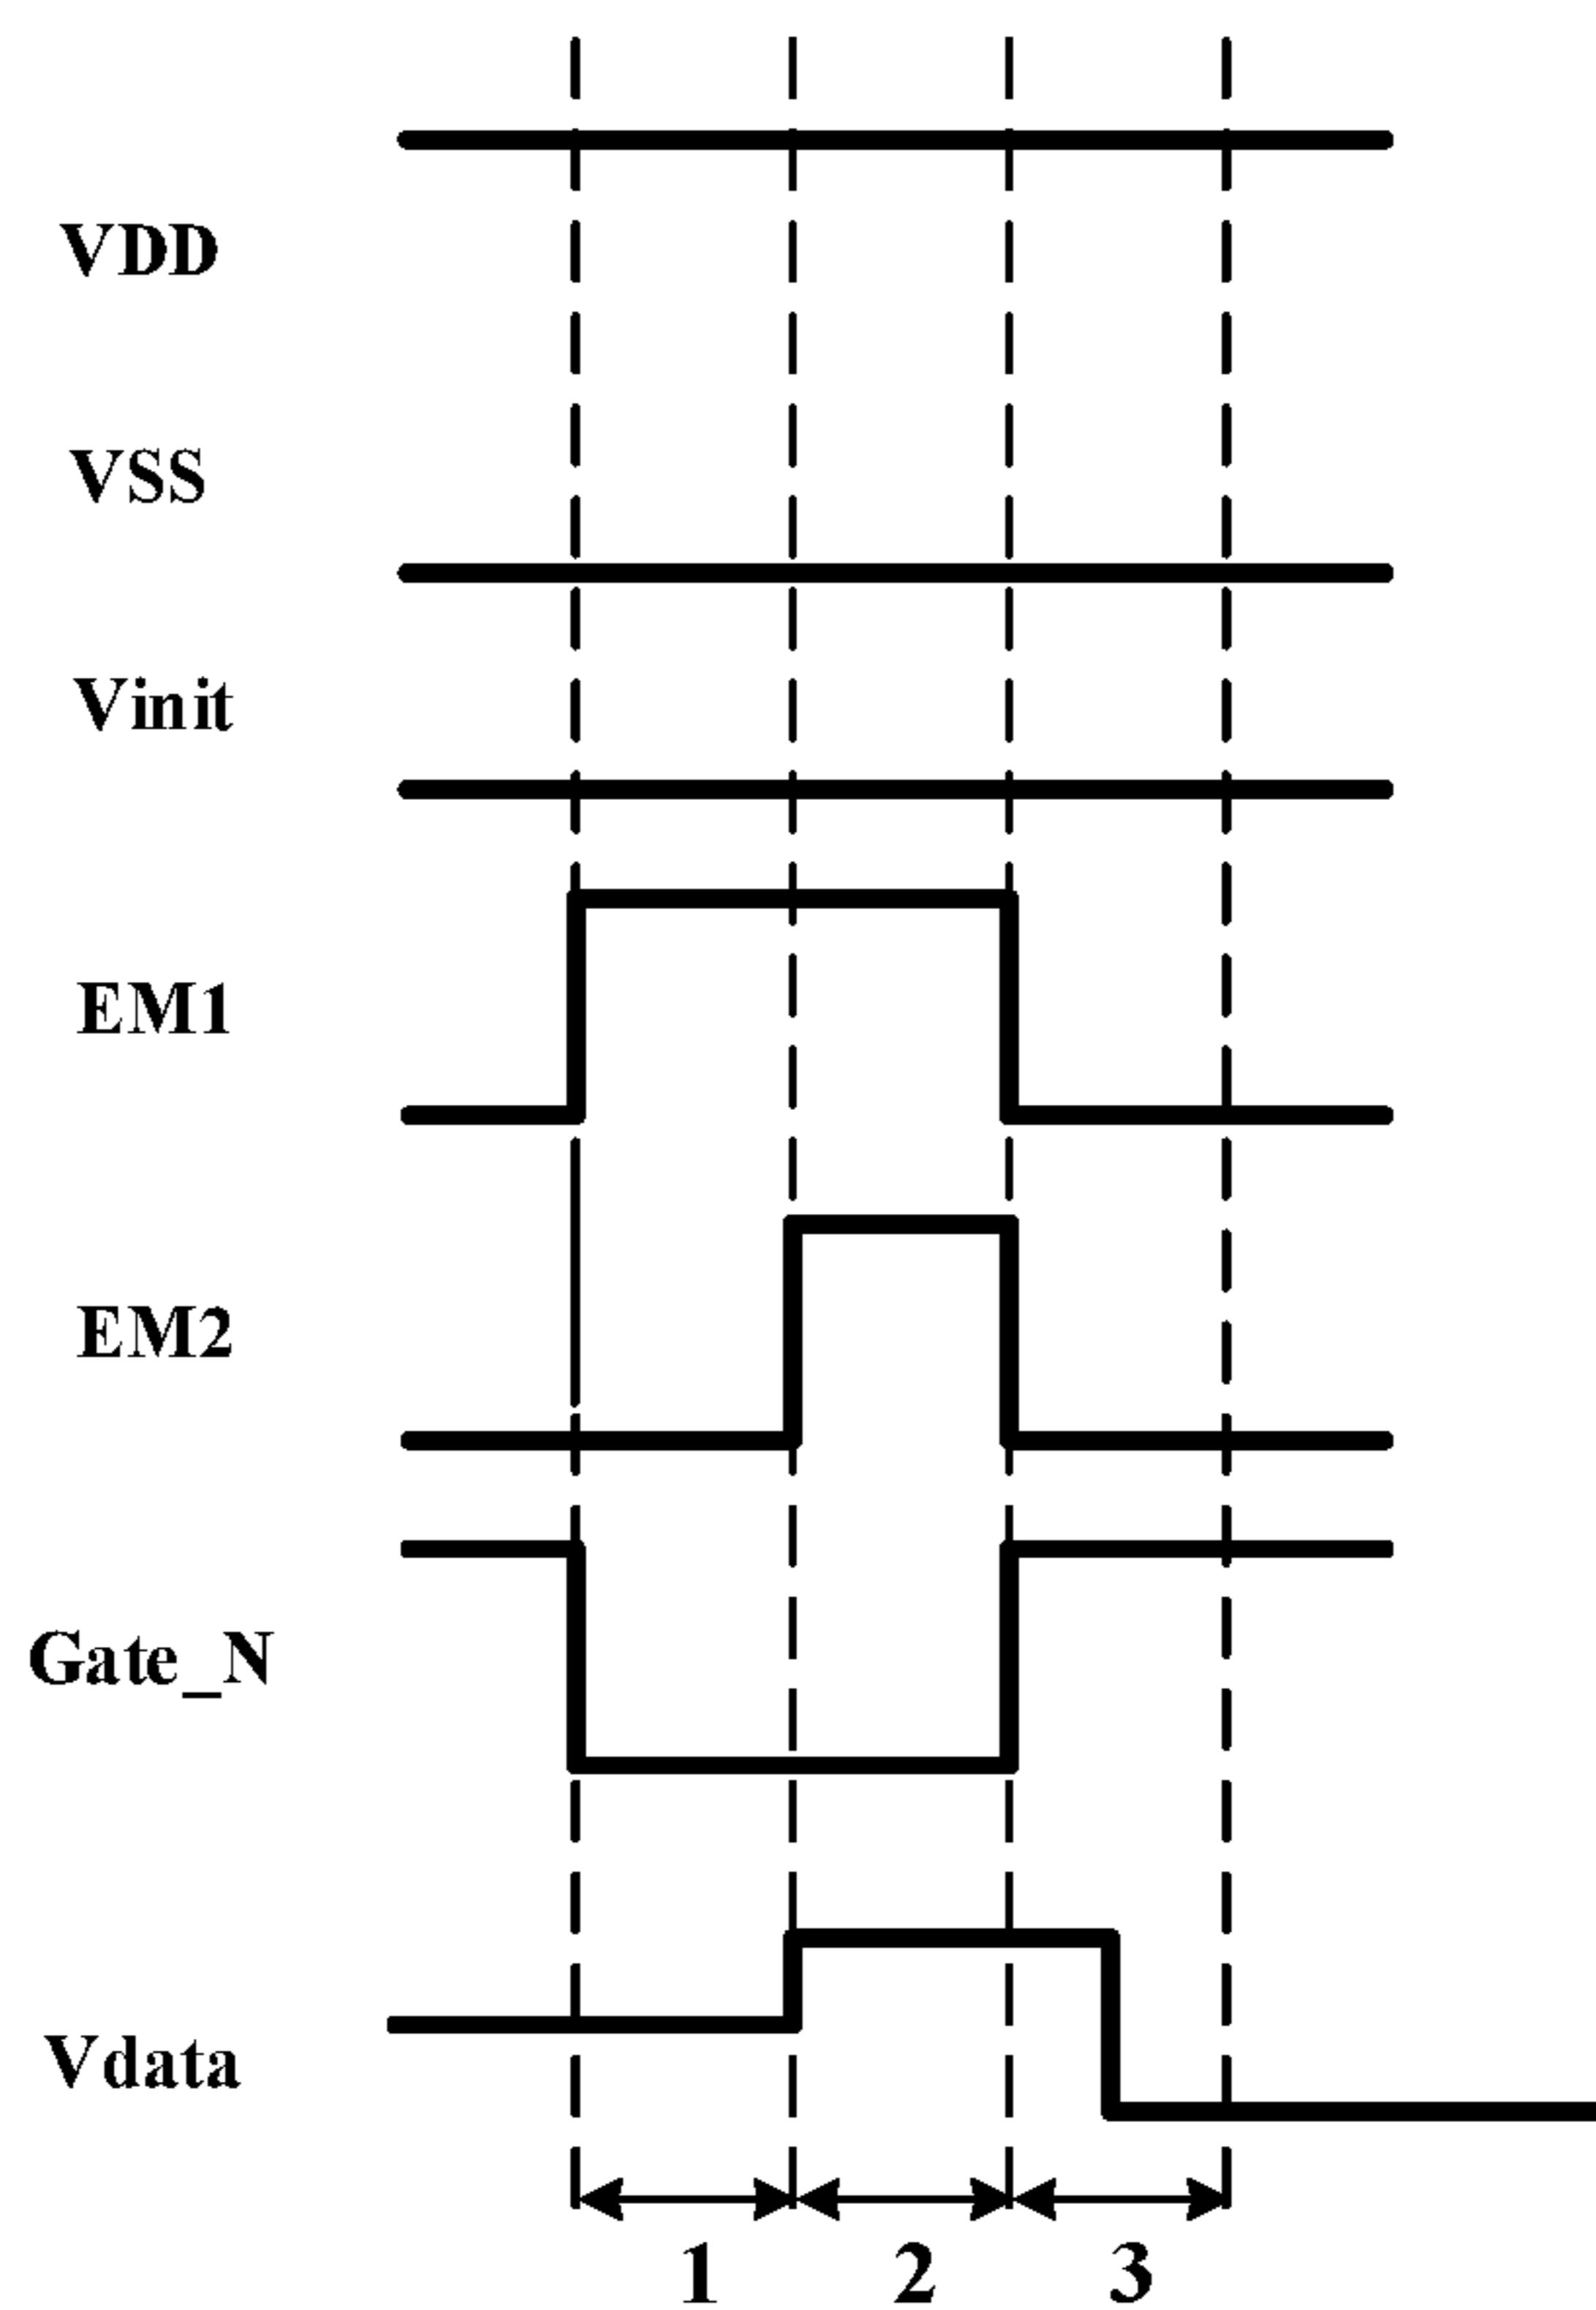 VDD
VSS
Vinit
EM1
EM2
Gate_N
Vdata
1 2 3